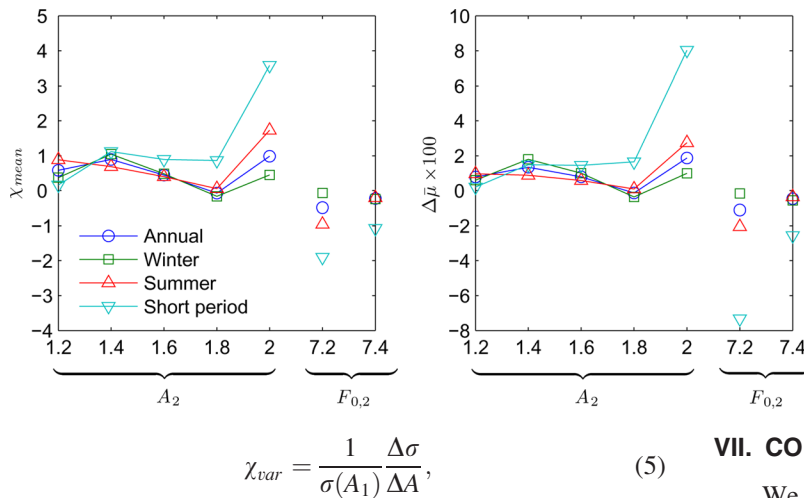 5
4
3
2
1
0
−1
−2
−3
−4
χmean
Annual
Winter
Summer
Short period
1.2 1.4 1.6 1.8 2 7.2 7.4
A2 F0,2
10
8
6
4
2
0
−2
−4
−6
−8
Δμ̄ ×100
1.2 1.4 1.6 1.8 2 7.2 7.4
A2 F0,2
χvar = 1/σ(A1) Δσ/ΔA, (5)
VII. CO
We